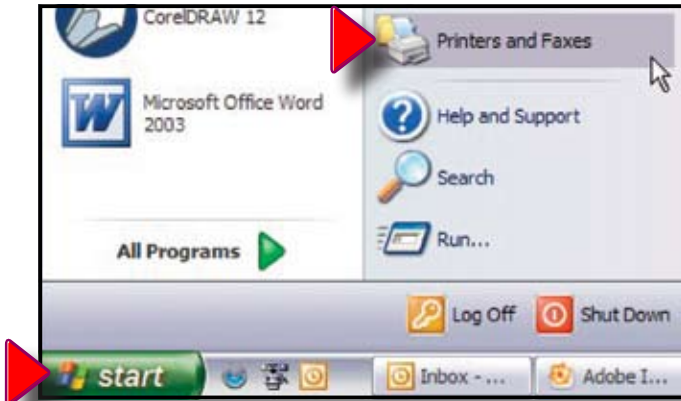 CorelDRAW 12
Microsoft Office Word
2003
All Programs
Printers and Faxes
Help and Support
Search
Run...
Log Off
Shut Down
start
Inbox - ...
Adobe I...